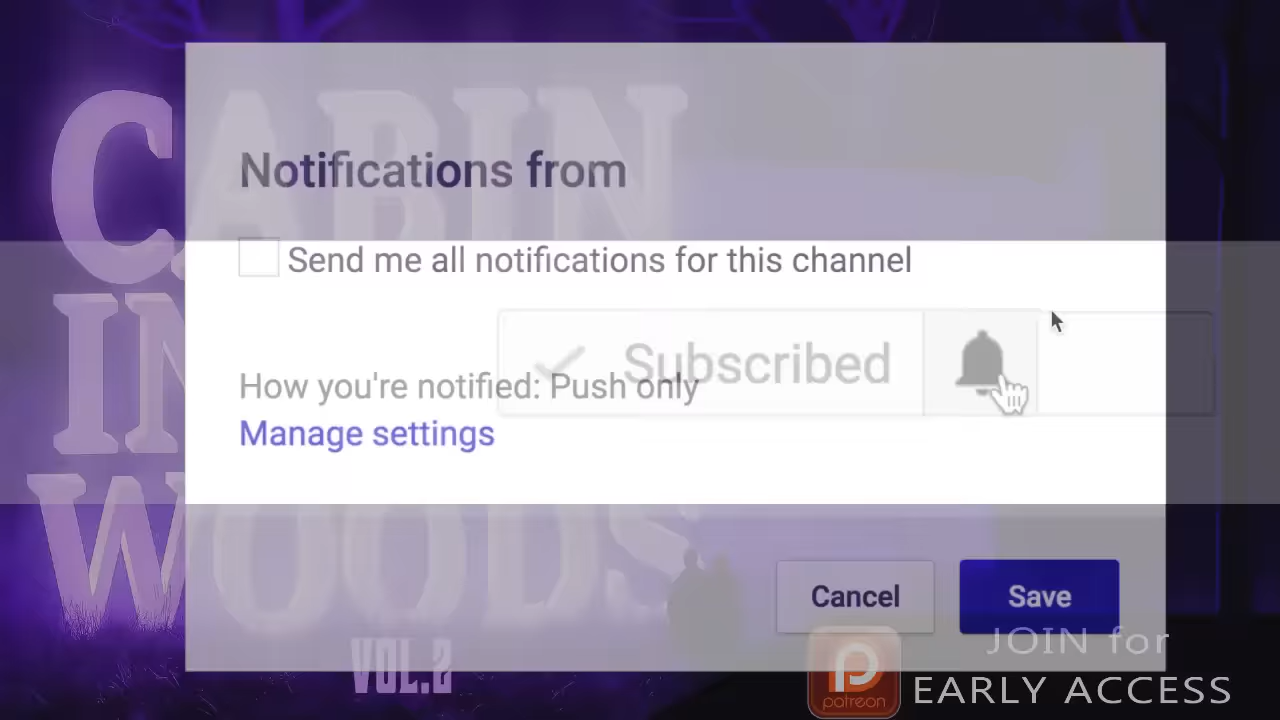 CABIN
IN
WOODS
VOL.2
Notifications from
Send me all notifications for this channel
Subscribed
How you're notified: Push only
Manage settings
Cancel
Save
JOIN for
EARLY ACCESS
patreon